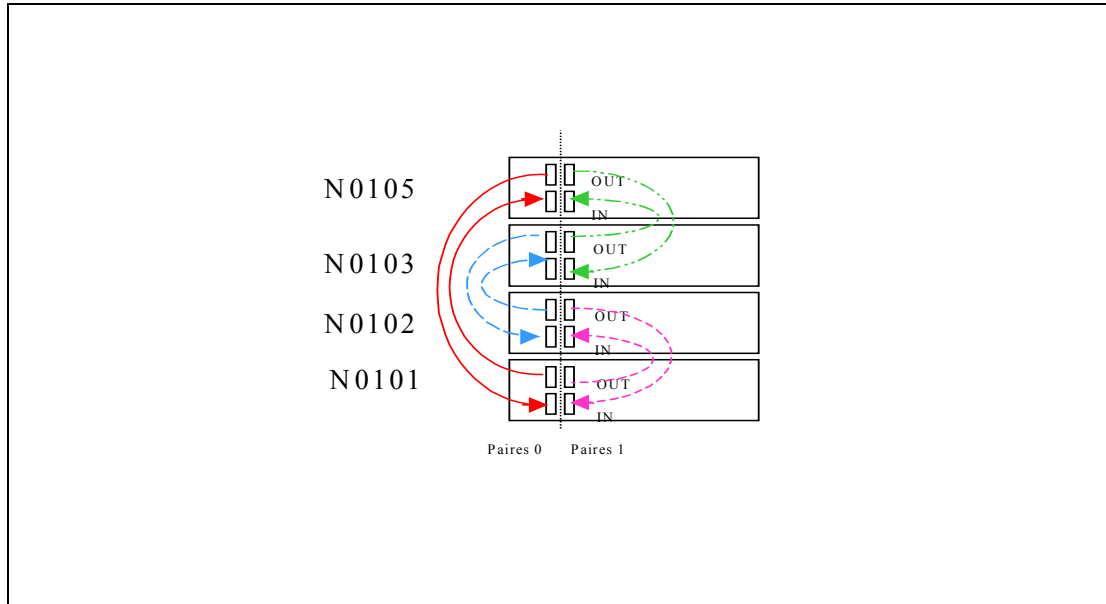 N0105
OUT
IN
N0103
OUT
IN
N0102
OUT
IN
N0101
OUT
IN
Paires 0 Paires 1